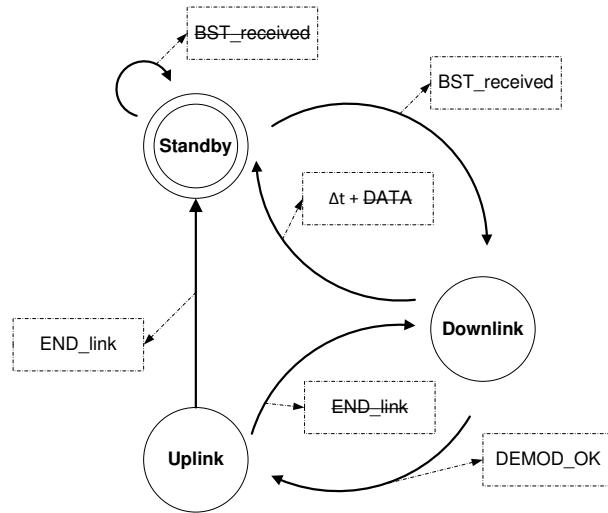 BST_received
BST_received
Standby
Δt + DATA
Downlink
END_link
END_link
Uplink
DEMOD_OK